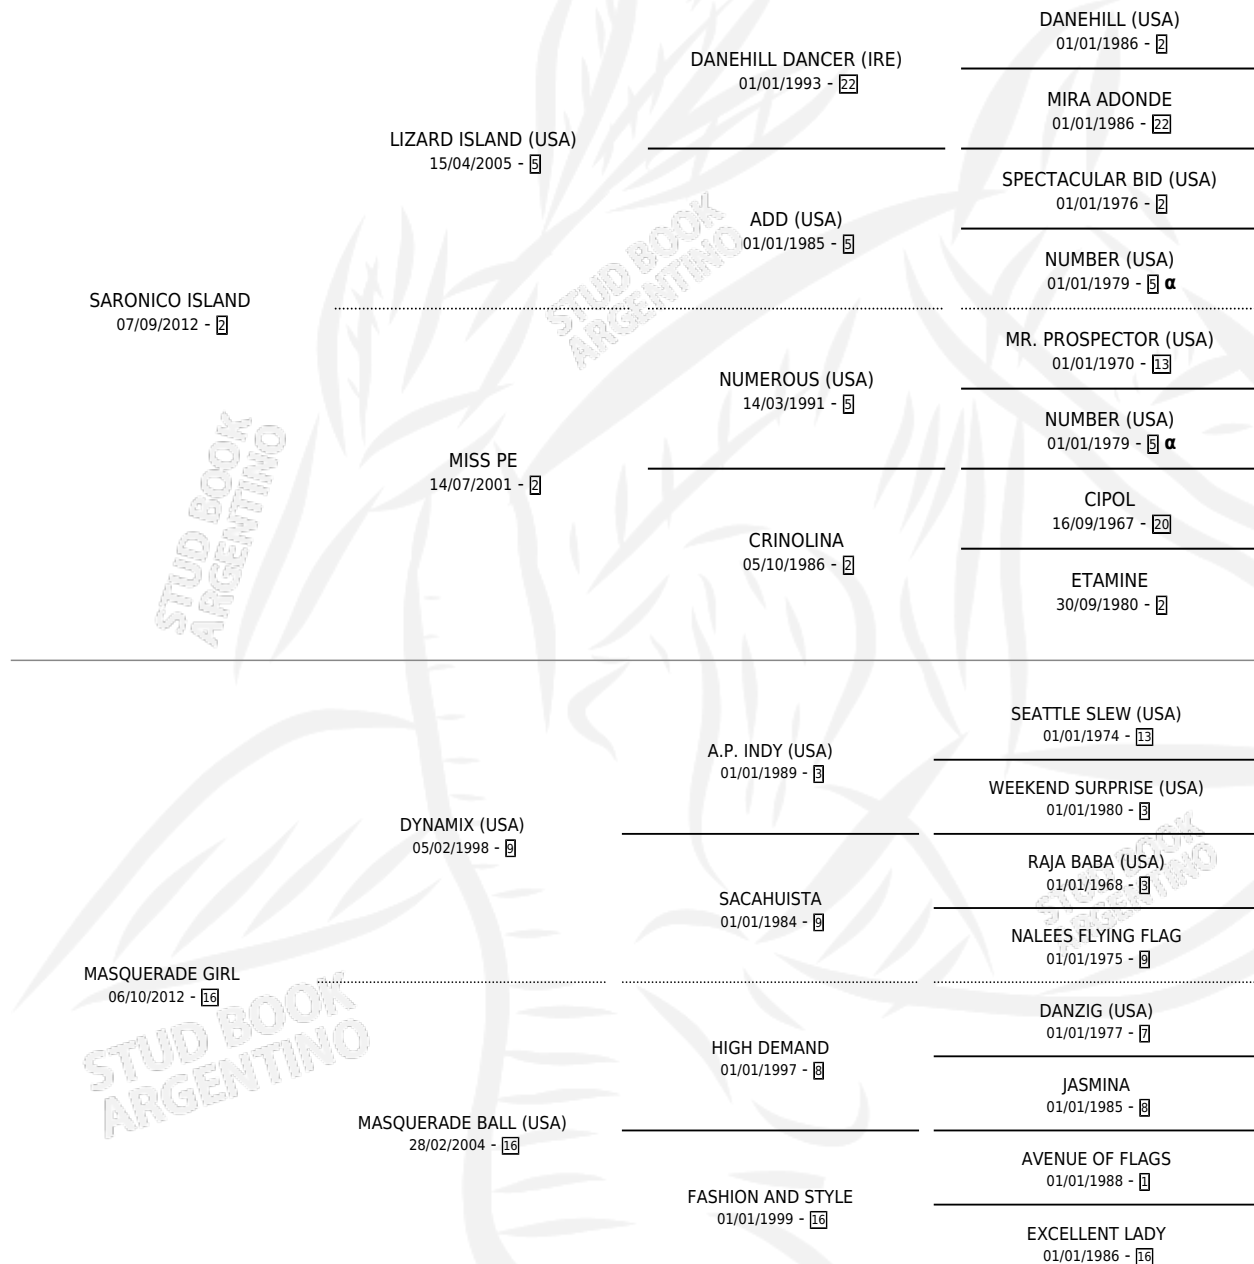 DANEHILL (USA)
01/01/1986 - 2
DANEHILL DANCER (IRE)
01/01/1993 - 22
MIRA ADONDE
01/01/1986 - 22
LIZARD ISLAND (USA)
15/04/2005 - 5
SPECTACULAR BID (USA)
01/01/1976 - 2
ADD (USA)
01/01/1985 - 5
NUMBER (USA)
01/01/1979 - 5 α
SARONICO ISLAND
07/09/2012 - 2
MR. PROSPECTOR (USA)
01/01/1970 - 13
NUMEROUS (USA)
14/03/1991 - 5
NUMBER (USA)
01/01/1979 - 5 α
MISS PE
14/07/2001 - 2
CIPOL
16/09/1967 - 20
CRINOLINA
05/10/1986 - 2
ETAMINE
30/09/1980 - 2
SEATTLE SLEW (USA)
01/01/1974 - 13
A.P. INDY (USA)
01/01/1989 - 3
WEEKEND SURPRISE (USA)
01/01/1980 - 3
DYNAMIX (USA)
05/02/1998 - 9
RAJA BABA (USA)
01/01/1968 - 3
SACAHUISTA
01/01/1984 - 9
NALEES FLYING FLAG
01/01/1975 - 9
MASQUERADE GIRL
06/10/2012 - 16
DANZIG (USA)
01/01/1977 - 7
HIGH DEMAND
01/01/1997 - 8
JASMINA
01/01/1985 - 8
MASQUERADE BALL (USA)
28/02/2004 - 16
AVENUE OF FLAGS
01/01/1988 - 1
FASHION AND STYLE
01/01/1999 - 16
EXCELLENT LADY
01/01/1986 - 16
STUD BOOK
ARGENTINO
STUD BOOK
ARGENTINO
STUD BOOK
ARGENTINO
STUD BOOK
ARGENTINO